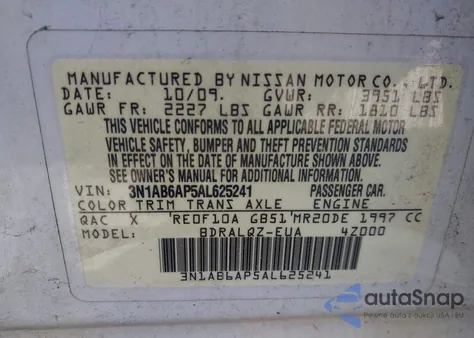 MANUFACTURED BY NISSAN MOTOR CO., LTD.
DATE: 10/09. GVWR: 3951 LBS
GAWR FR: 2227 LBS GAWR RR: 1810 LBS
THIS VEHICLE CONFORMS TO ALL APPLICABLE FEDERAL MOTOR
VEHICLE SAFETY, BUMPER AND THEFT PREVENTION STANDARDS
IN EFFECT ON THE DATE OF MANUFACTURE SHOWN ABOVE.
SEE OWNER'S MANUAL FOR ADDITIONAL INFORMATION.
VIN: 3N1AB6AP5AL625241 PASSENGER CAR.
COLOR TRIM TRANS AXLE ENGINE
QAC X 'RE0F10A GB51'MR20DE 1997 CC
MODEL: BDRALQZ-EUA 4Z000
3N1AB6AP5AL625241
autoSnap